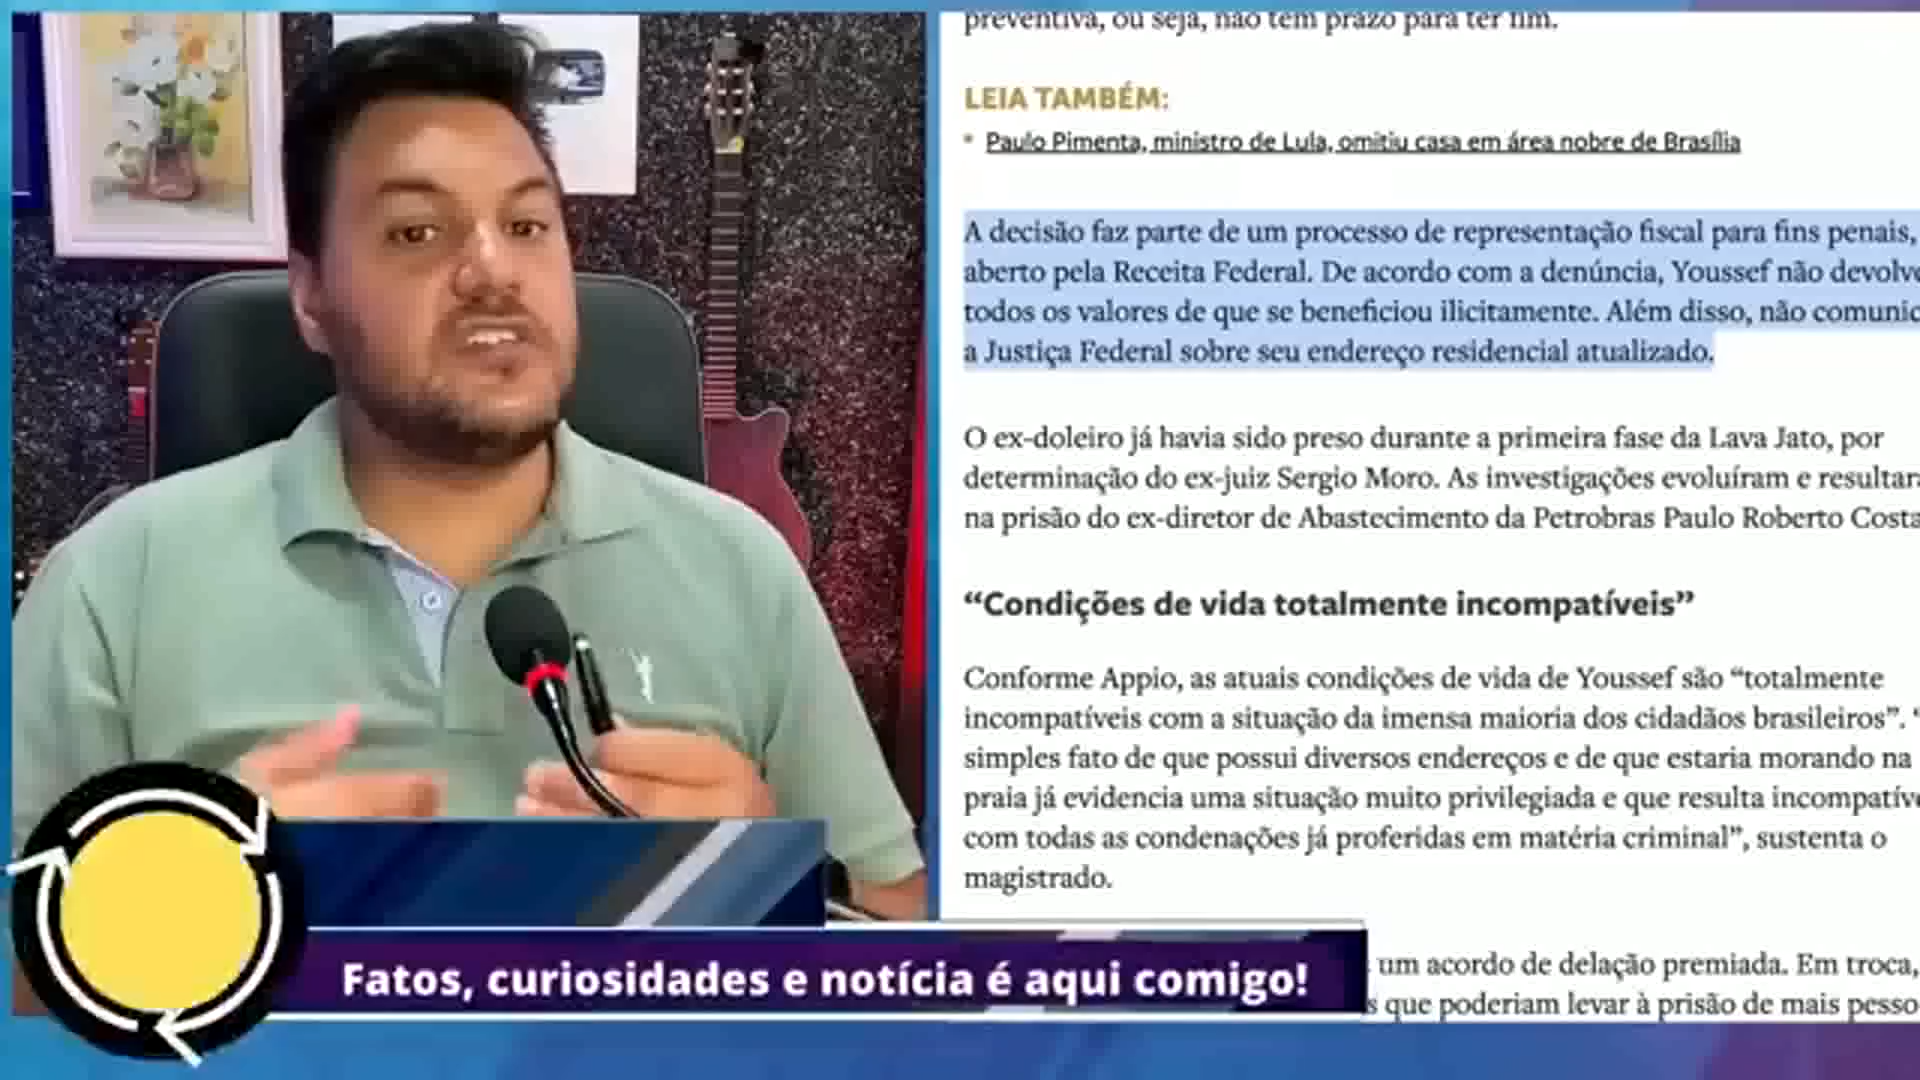 preventiva, ou seja, não tem prazo para ter fim.
LEIA TAMBÉM:
Paulo Pimenta, ministro de Lula, omitiu casa em área nobre de Brasília
A decisão faz parte de um processo de representação fiscal para fins penais,
aberto pela Receita Federal. De acordo com a denúncia, Youssef não devolve
todos os valores de que se beneficiou ilicitamente. Além disso, não comunic
a Justiça Federal sobre seu endereço residencial atualizado.
O ex-doleiro já havia sido preso durante a primeira fase da Lava Jato, por
determinação do ex-juiz Sergio Moro. As investigações evoluíram e resultar
na prisão do ex-diretor de Abastecimento da Petrobras Paulo Roberto Costa
“Condições de vida totalmente incompatíveis”
Conforme Appio, as atuais condições de vida de Youssef são “totalmente
incompatíveis com a situação da imensa maioria dos cidadãos brasileiros”. “
simples fato de que possui diversos endereços e de que estaria morando na
praia já evidencia uma situação muito privilegiada e que resulta incompatíve
com todas as condenações já proferidas em matéria criminal”, sustenta o
magistrado.
um acordo de delação premiada. Em troca,
s que poderiam levar à prisão de mais pesso
Fatos, curiosidades e notícia é aqui comigo!